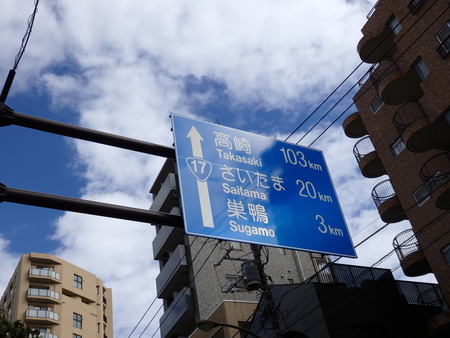 高崎 103 km
Takasaki
17
さいたま 20 km
Saitama
巣鴨 3 km
Sugamo